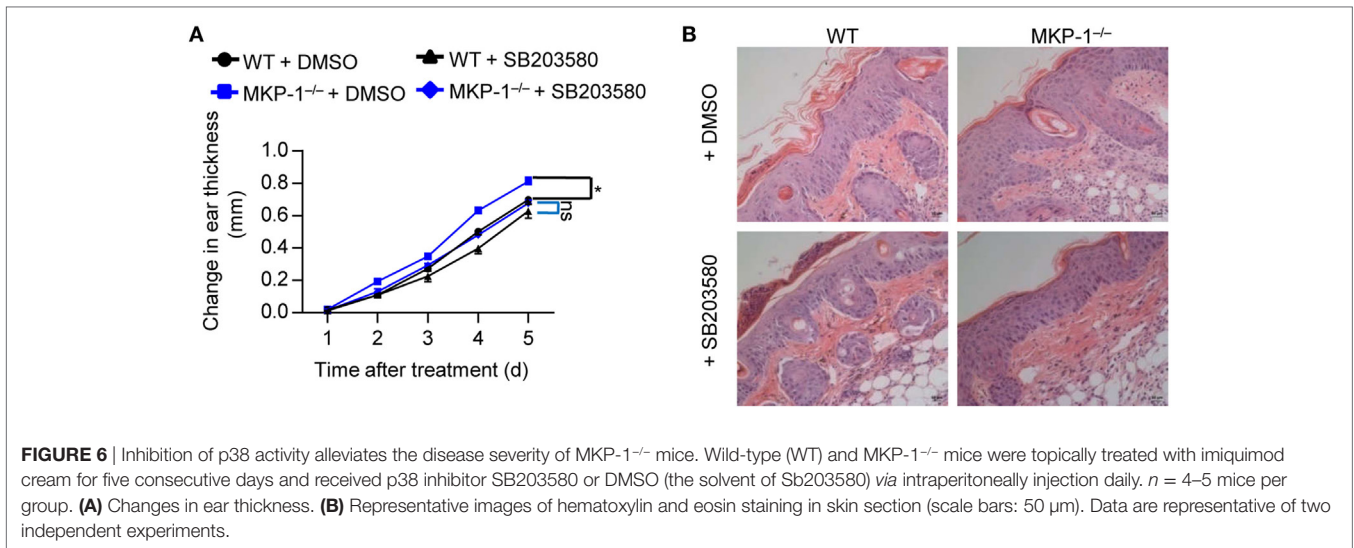 A
WT + DMSO
WT + SB203580
MKP-1⁻/⁻ + DMSO
MKP-1⁻/⁻ + SB203580
Change in ear thickness
(mm)
1.0
0.8
0.6
0.4
0.2
0.0
*
ns
1 2 3 4 5
Time after treatment (d)
B
WT
MKP-1⁻/⁻
+ DMSO
+ SB203580
FIGURE 6 | Inhibition of p38 activity alleviates the disease severity of MKP-1⁻/⁻ mice. Wild-type (WT) and MKP-1⁻/⁻ mice were topically treated with imiquimod
cream for five consecutive days and received p38 inhibitor SB203580 or DMSO (the solvent of Sb203580) via intraperitoneally injection daily. n = 4–5 mice per
group. (A) Changes in ear thickness. (B) Representative images of hematoxylin and eosin staining in skin section (scale bars: 50 µm). Data are representative of two
independent experiments.